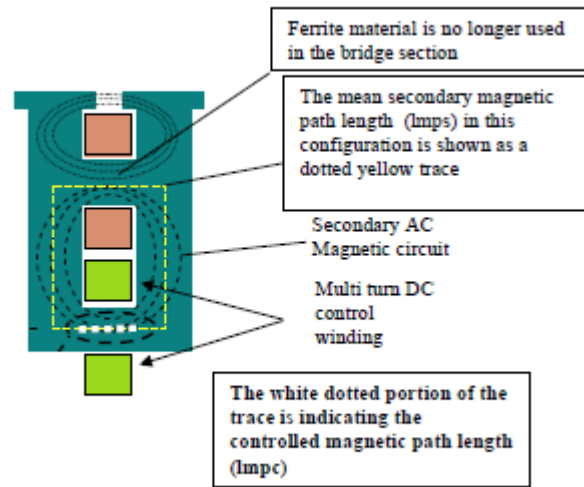 Ferrite material is no longer used
in the bridge section
The mean secondary magnetic
path length (lmps) in this
configuration is shown as a
dotted yellow trace
Secondary AC
Magnetic circuit
Multi turn DC
control
winding
The white dotted portion of the
trace is indicating the
controlled magnetic path length
(lmpc)